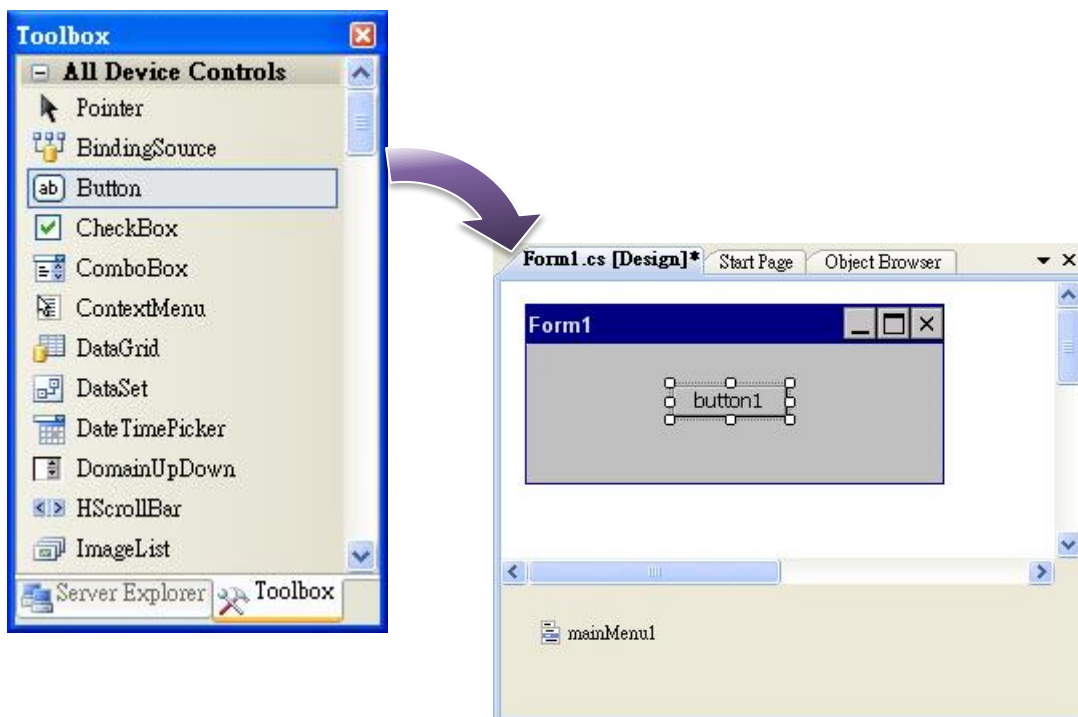 Toolbox
All Device Controls
Pointer
BindingSource
ab Button
CheckBox
ComboBox
ContextMenu
DataGrid
DataSet
DateTimePicker
DomainUpDown
HScrollBar
ImageList
Server Explorer Toolbox
Form1.cs [Design]* Start Page Object Browser
Form1
button1
mainMenu1